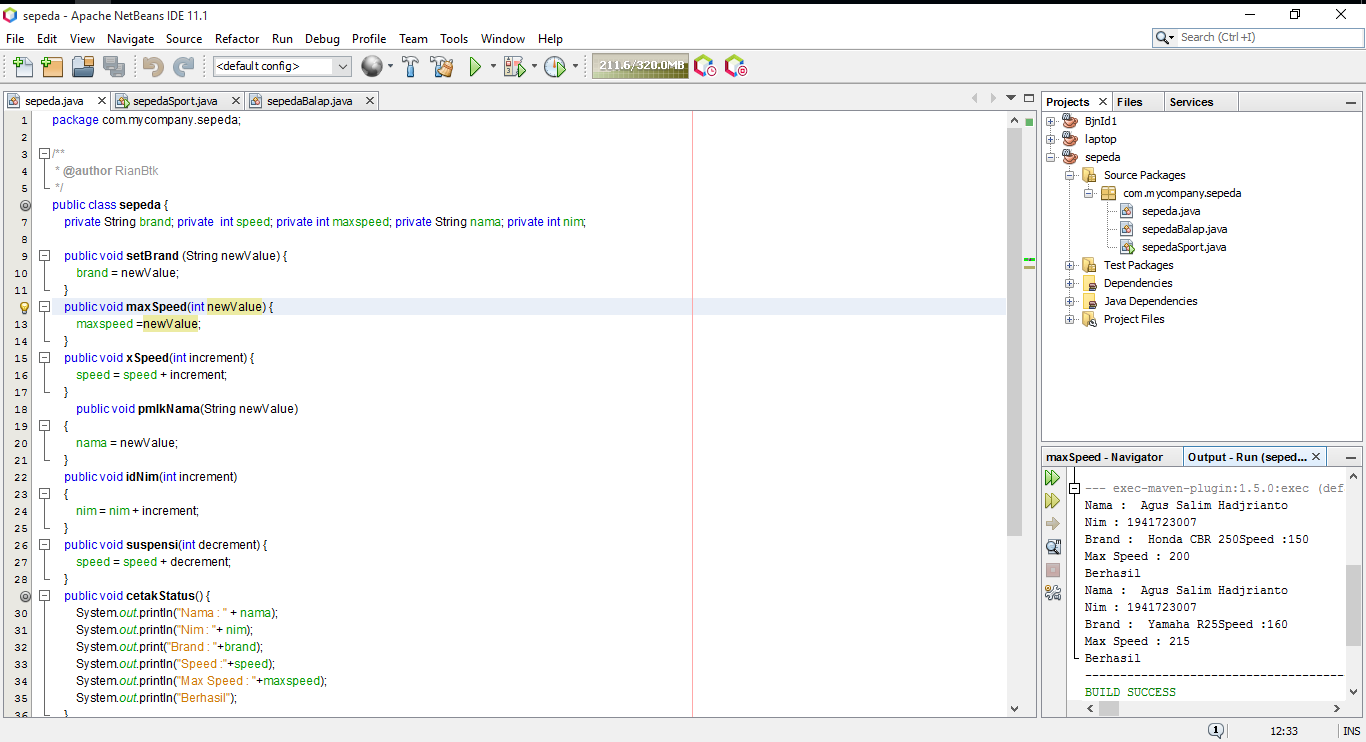 sepeda - Apache NetBeans IDE 11.1
File Edit View Navigate Source Refactor Run Debug Profile Team Tools Window Help
Search (Ctrl+I)
<default config>
211.6/320.0MB
sepeda.java
sepedaSport.java
sepedaBalap.java
1 package com.mycompany.sepeda;
2
3 /**
4 * @author RianBtk
5 */
public class sepeda {
7 private String brand; private int speed; private int maxspeed; private String nama; private int nim;
8
9 public void setBrand (String newValue) {
10 brand = newValue;
11 }
public void maxSpeed(int newValue) {
13 maxspeed =newValue;
14 }
15 public void xSpeed(int increment) {
16 speed = speed + increment;
17 }
18 public void pmlkNama(String newValue)
19 {
20 nama = newValue;
21 }
22 public void idNim(int increment)
23 {
24 nim = nim + increment;
25 }
26 public void suspensi(int decrement) {
27 speed = speed + decrement;
28 }
public void cetakStatus() {
30 System.out.println("Nama : " + nama);
31 System.out.println("Nim : "+ nim);
32 System.out.print("Brand : "+brand);
33 System.out.println("Speed :"+speed);
34 System.out.println("Max Speed : "+maxspeed);
35 System.out.println("Berhasil");
36 }
Projects
Files
Services
BjnId1
laptop
sepeda
Source Packages
com.mycompany.sepeda
sepeda.java
sepedaBalap.java
sepedaSport.java
Test Packages
Dependencies
Java Dependencies
Project Files
maxSpeed - Navigator
Output - Run (seped...
--- exec-maven-plugin:1.5.0:exec (def
Nama :  Agus Salim Hadjrianto
Nim : 1941723007
Brand :  Honda CBR 250Speed :150
Max Speed : 200
Berhasil
Nama :  Agus Salim Hadjrianto
Nim : 1941723007
Brand :  Yamaha R25Speed :160
Max Speed : 215
Berhasil
------------------------------------
BUILD SUCCESS
1
12:33
INS